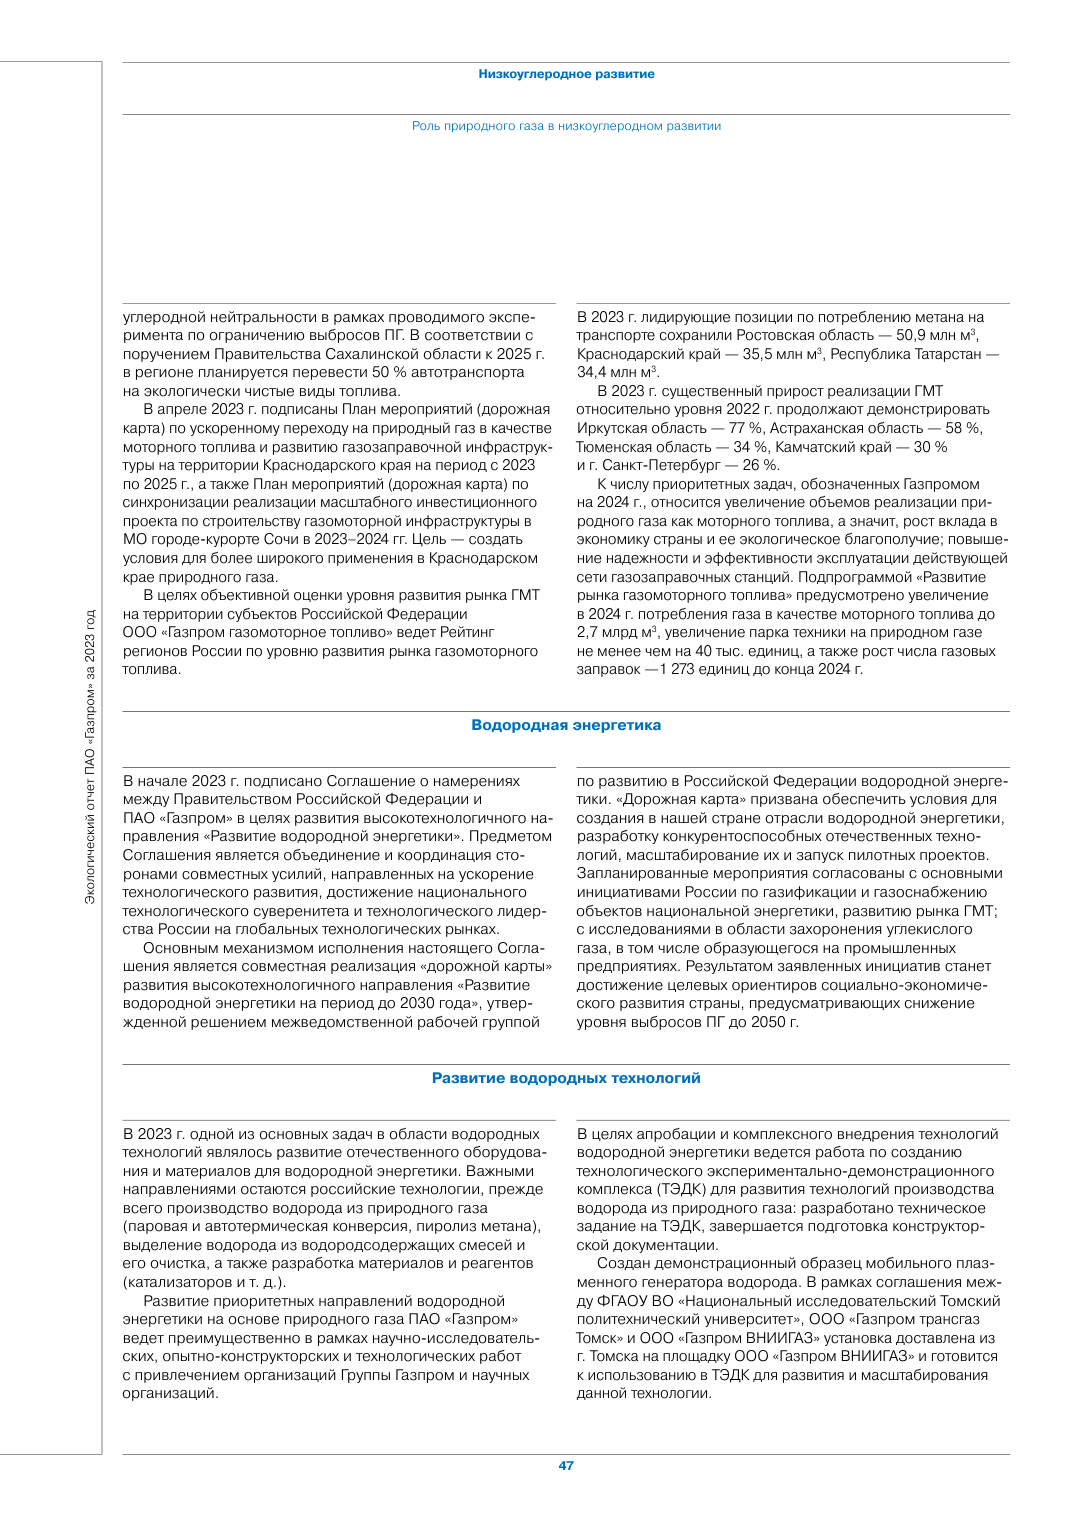 Низкоуглеродное развитие
Роль природного газа в низкоуглеродном развитии
углеродной нейтральности в рамках проводимого экспе-
римента по ограничению выбросов ПГ. В соответствии с
поручением Правительства Сахалинской области к 2025 г.
в регионе планируется перевести 50 % автотранспорта
на экологически чистые виды топлива.
В апреле 2023 г. подписаны План мероприятий (дорожная
карта) по ускоренному переходу на природный газ в качестве
моторного топлива и развитию газозаправочной инфраструк-
туры на территории Краснодарского края на период с 2023
по 2025 г., а также План мероприятий (дорожная карта) по
синхронизации реализации масштабного инвестиционного
проекта по строительству газомоторной инфраструктуры в
МО городе-курорте Сочи в 2023–2024 гг. Цель — создать
условия для более широкого применения в Краснодарском
крае природного газа.
В целях объективной оценки уровня развития рынка ГМТ
на территории субъектов Российской Федерации
ООО «Газпром газомоторное топливо» ведет Рейтинг
регионов России по уровню развития рынка газомоторного
топлива.
В 2023 г. лидирующие позиции по потреблению метана на
транспорте сохранили Ростовская область — 50,9 млн м³,
Краснодарский край — 35,5 млн м³, Республика Татарстан —
34,4 млн м³.
В 2023 г. существенный прирост реализации ГМТ
относительно уровня 2022 г. продолжают демонстрировать
Иркутская область — 77 %, Астраханская область — 58 %,
Тюменская область — 34 %, Камчатский край — 30 %
и г. Санкт-Петербург — 26 %.
К числу приоритетных задач, обозначенных Газпромом
на 2024 г., относится увеличение объемов реализации при-
родного газа как моторного топлива, а значит, рост вклада в
экономику страны и ее экологическое благополучие; повыше-
ние надежности и эффективности эксплуатации действующей
сети газозаправочных станций. Подпрограммой «Развитие
рынка газомоторного топлива» предусмотрено увеличение
в 2024 г. потребления газа в качестве моторного топлива до
2,7 млрд м³, увеличение парка техники на природном газе
не менее чем на 40 тыс. единиц, а также рост числа газовых
заправок —1 273 единиц до конца 2024 г.
Экологический отчет ПАО «Газпром» за 2023 год
Водородная энергетика
В начале 2023 г. подписано Соглашение о намерениях
между Правительством Российской Федерации и
ПАО «Газпром» в целях развития высокотехнологичного на-
правления «Развитие водородной энергетики». Предметом
Соглашения является объединение и координация сто-
ронами совместных усилий, направленных на ускорение
технологического развития, достижение национального
технологического суверенитета и технологического лидер-
ства России на глобальных технологических рынках.
Основным механизмом исполнения настоящего Согла-
шения является совместная реализация «дорожной карты»
развития высокотехнологичного направления «Развитие
водородной энергетики на период до 2030 года», утвер-
жденной решением межведомственной рабочей группой
по развитию в Российской Федерации водородной энерге-
тики. «Дорожная карта» призвана обеспечить условия для
создания в нашей стране отрасли водородной энергетики,
разработку конкурентоспособных отечественных техно-
логий, масштабирование их и запуск пилотных проектов.
Запланированные мероприятия согласованы с основными
инициативами России по газификации и газоснабжению
объектов национальной энергетики, развитию рынка ГМТ;
с исследованиями в области захоронения углекислого
газа, в том числе образующегося на промышленных
предприятиях. Результатом заявленных инициатив станет
достижение целевых ориентиров социально-экономиче-
ского развития страны, предусматривающих снижение
уровня выбросов ПГ до 2050 г.
Развитие водородных технологий
В 2023 г. одной из основных задач в области водородных
технологий являлось развитие отечественного оборудова-
ния и материалов для водородной энергетики. Важными
направлениями остаются российские технологии, прежде
всего производство водорода из природного газа
(паровая и автотермическая конверсия, пиролиз метана),
выделение водорода из водородсодержащих смесей и
его очистка, а также разработка материалов и реагентов
(катализаторов и т. д.).
Развитие приоритетных направлений водородной
энергетики на основе природного газа ПАО «Газпром»
ведет преимущественно в рамках научно-исследователь-
ских, опытно-конструкторских и технологических работ
с привлечением организаций Группы Газпром и научных
организаций.
В целях апробации и комплексного внедрения технологий
водородной энергетики ведется работа по созданию
технологического экспериментально-демонстрационного
комплекса (ТЭДК) для развития технологий производства
водорода из природного газа: разработано техническое
задание на ТЭДК, завершается подготовка конструктор-
ской документации.
Создан демонстрационный образец мобильного плаз-
менного генератора водорода. В рамках соглашения меж-
ду ФГАОУ ВО «Национальный исследовательский Томский
политехнический университет», ООО «Газпром трансгаз
Томск» и ООО «Газпром ВНИИГАЗ» установка доставлена из
г. Томска на площадку ООО «Газпром ВНИИГАЗ» и готовится
к использованию в ТЭДК для развития и масштабирования
данной технологии.
47